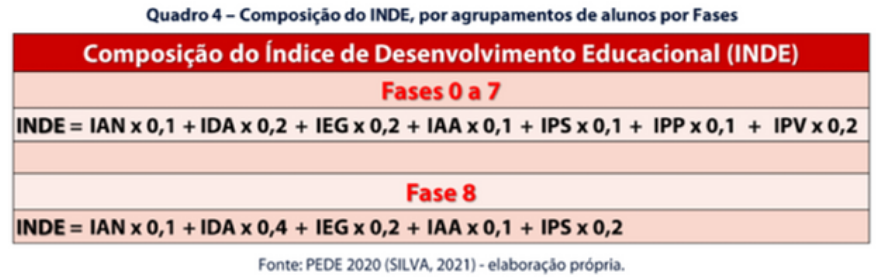 Quadro 4 – Composição do INDE, por agrupamentos de alunos por Fases
Composição do Índice de Desenvolvimento Educacional (INDE)
Fases 0 a 7
INDE = IAN x 0,1 + IDA x 0,2 + IEG x 0,2 + IAA x 0,1 + IPS x 0,1 + IPP x 0,1 + IPV x 0,2
Fase 8
INDE = IAN x 0,1 + IDA x 0,4 + IEG x 0,2 + IAA x 0,1 + IPS x 0,2
Fonte: PEDE 2020 (SILVA, 2021) - elaboração própria.